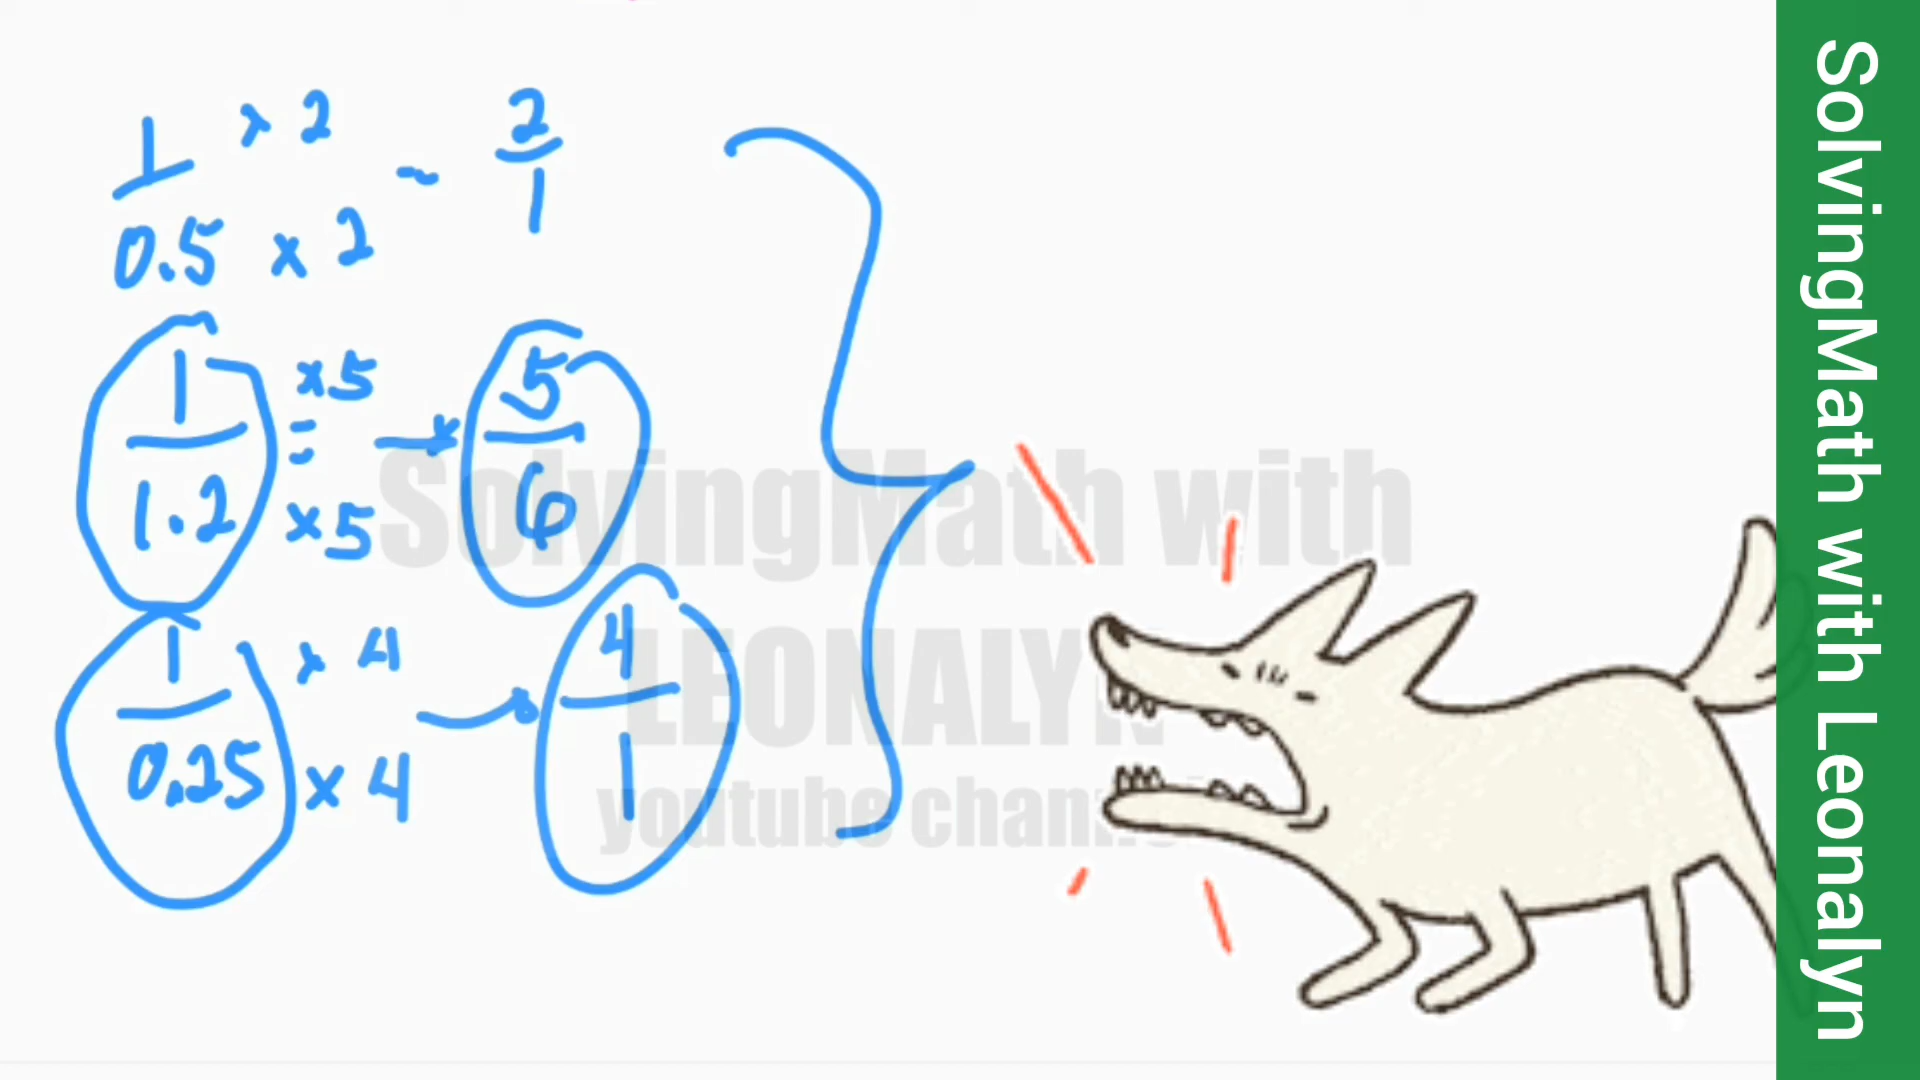 1 × 2 - 2
0.5 × 2 1
1 ×5 5
= →
1.2 ×5 6
1 × 4 4
→
0.25 × 4 1
SolvingMath with
LEONALYN
youtube chann
SolvingMath with Leonalyn